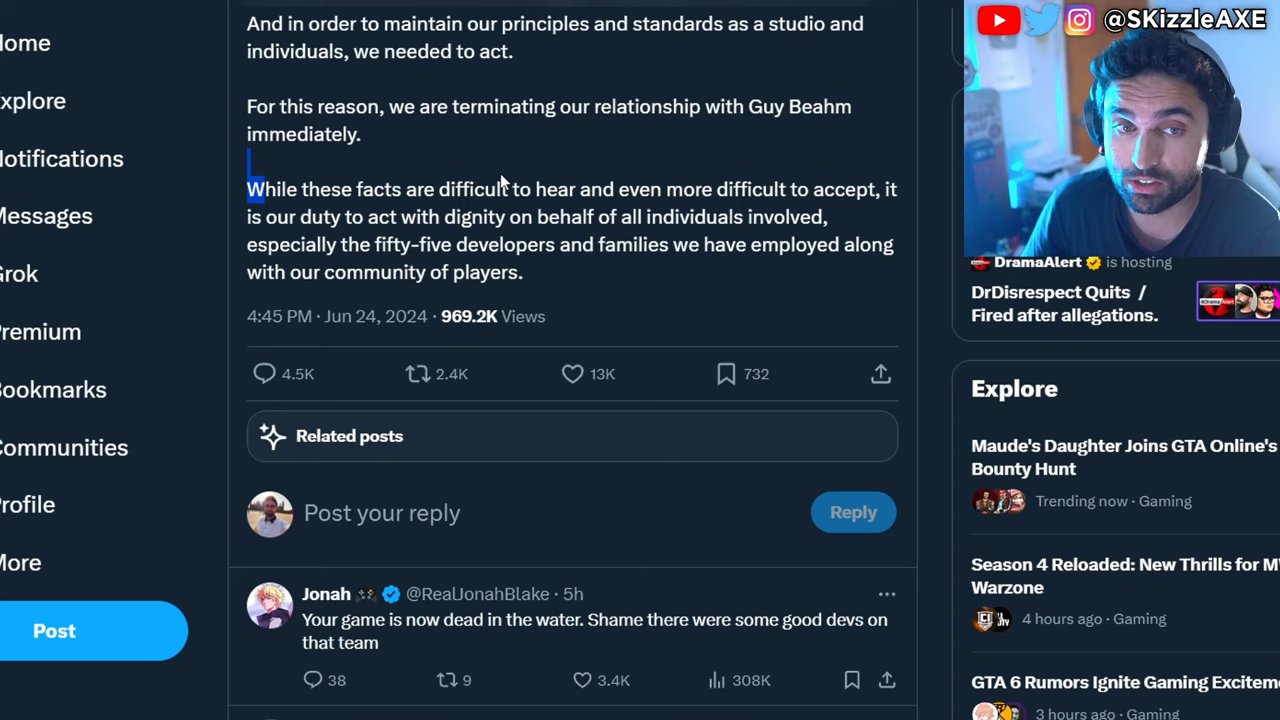 And in order to maintain our principles and standards as a studio and
individuals, we needed to act.
For this reason, we are terminating our relationship with Guy Beahm
immediately.
While these facts are difficult to hear and even more difficult to accept, it
is our duty to act with dignity on behalf of all individuals involved,
especially the fifty-five developers and families we have employed along
with our community of players.
4:45 PM · Jun 24, 2024 · 969.2K Views
4.5K 2.4K 13K 732
Related posts
Post your reply
Reply
Jonah @RealJonahBlake · 5h
Your game is now dead in the water. Shame there were some good devs on
that team
38 9 3.4K 308K
ome
xplore
otifications
Messages
Grok
Premium
Bookmarks
ommunities
rofile
More
Post
@SKizzleAXE
DramaAlert is hosting
DrDisrespect Quits /
Fired after allegations.
Explore
Maude's Daughter Joins GTA Online's
Bounty Hunt
Trending now · Gaming
Season 4 Reloaded: New Thrills for M
Warzone
4 hours ago · Gaming
GTA 6 Rumors Ignite Gaming Excitem
3 hours ago · Gaming